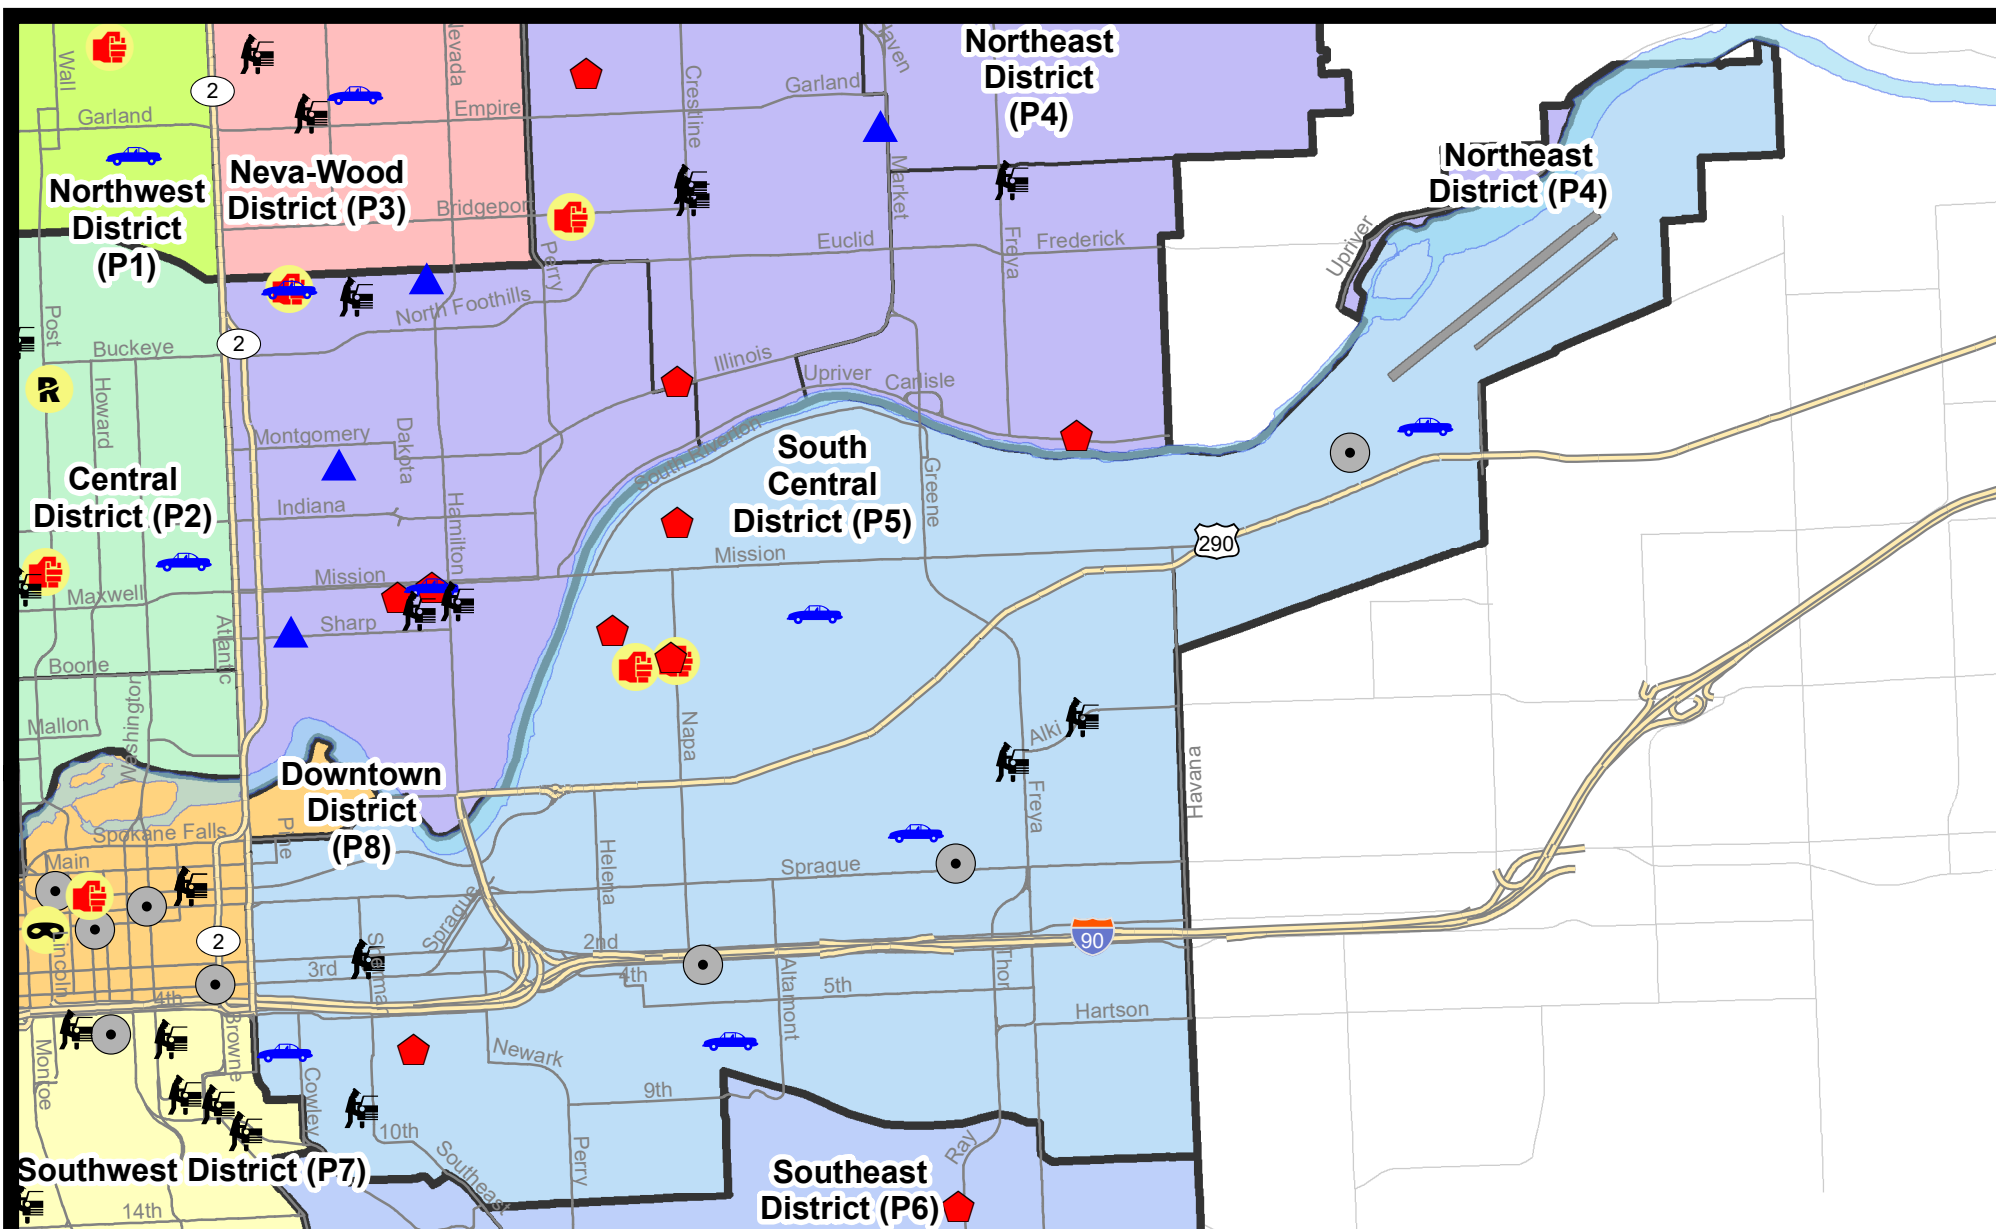 Northeast
District
(P4)
Wall
Nevada
Crestline
Haven
Garland
2
Empire
Garland
Northeast
District (P4)
Neva-Wood
District (P3)
Northwest
District
(P1)
Market
Bridgeport
Perry
Euclid
Freya
Frederick
Upriver
North Foothills
Post
2
Buckeye
Illinois
Upriver
Carlisle
R
Howard
Montgomery
Dakota
South Riverton
South
Central
District (P5)
Greene
Central
District (P2)
Indiana
Hamilton
Mission
290
Mission
Maxwell
Sharp
Atlantic
Boone
Washington
Mallon
Napa
Alki
Havana
Downtown
District
(P8)
Freya
Spokane Falls
Pine
Main
Helena
Sprague
Sprague
Lincoln
2
Sherman
2nd
90
3rd
4th
Altamont
5th
Thor
4th
Hartson
Browne
Monroe
Newark
Cowley
9th
10th
Southeast
Perry
Ray
Southwest District (P7)
Southeast
District (P6)
14th